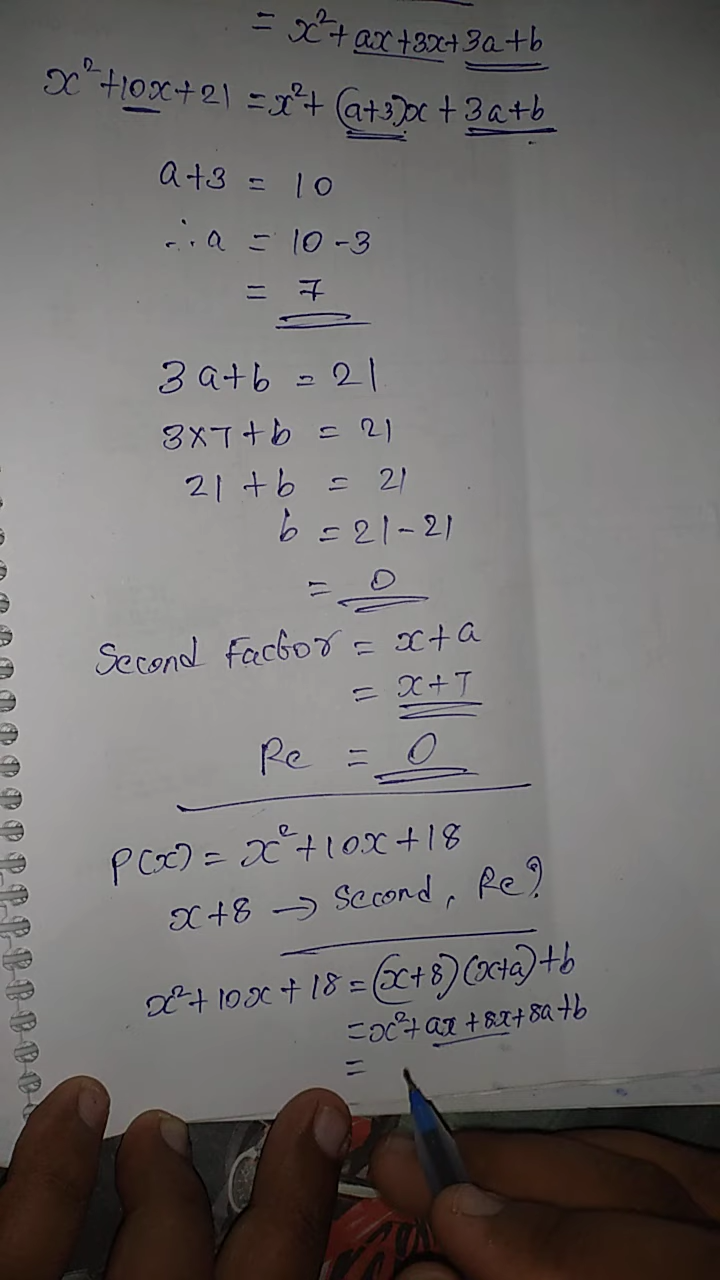 = x²+ax+3x+3a+b
x²+10x+21 = x²+(a+3)x+3a+b
a+3 = 10
∴ a = 10-3
= 7
3a+b = 21
3×7+b = 21
21+b = 21
b = 21-21
= 0
Second Factor = x+a
= x+7
Re = 0
P(x) = x²+10x+18
x+8 → Second, Re?
x²+10x+18 = (x+8)(x+a)+b
= x²+ax+8x+8a+b
=